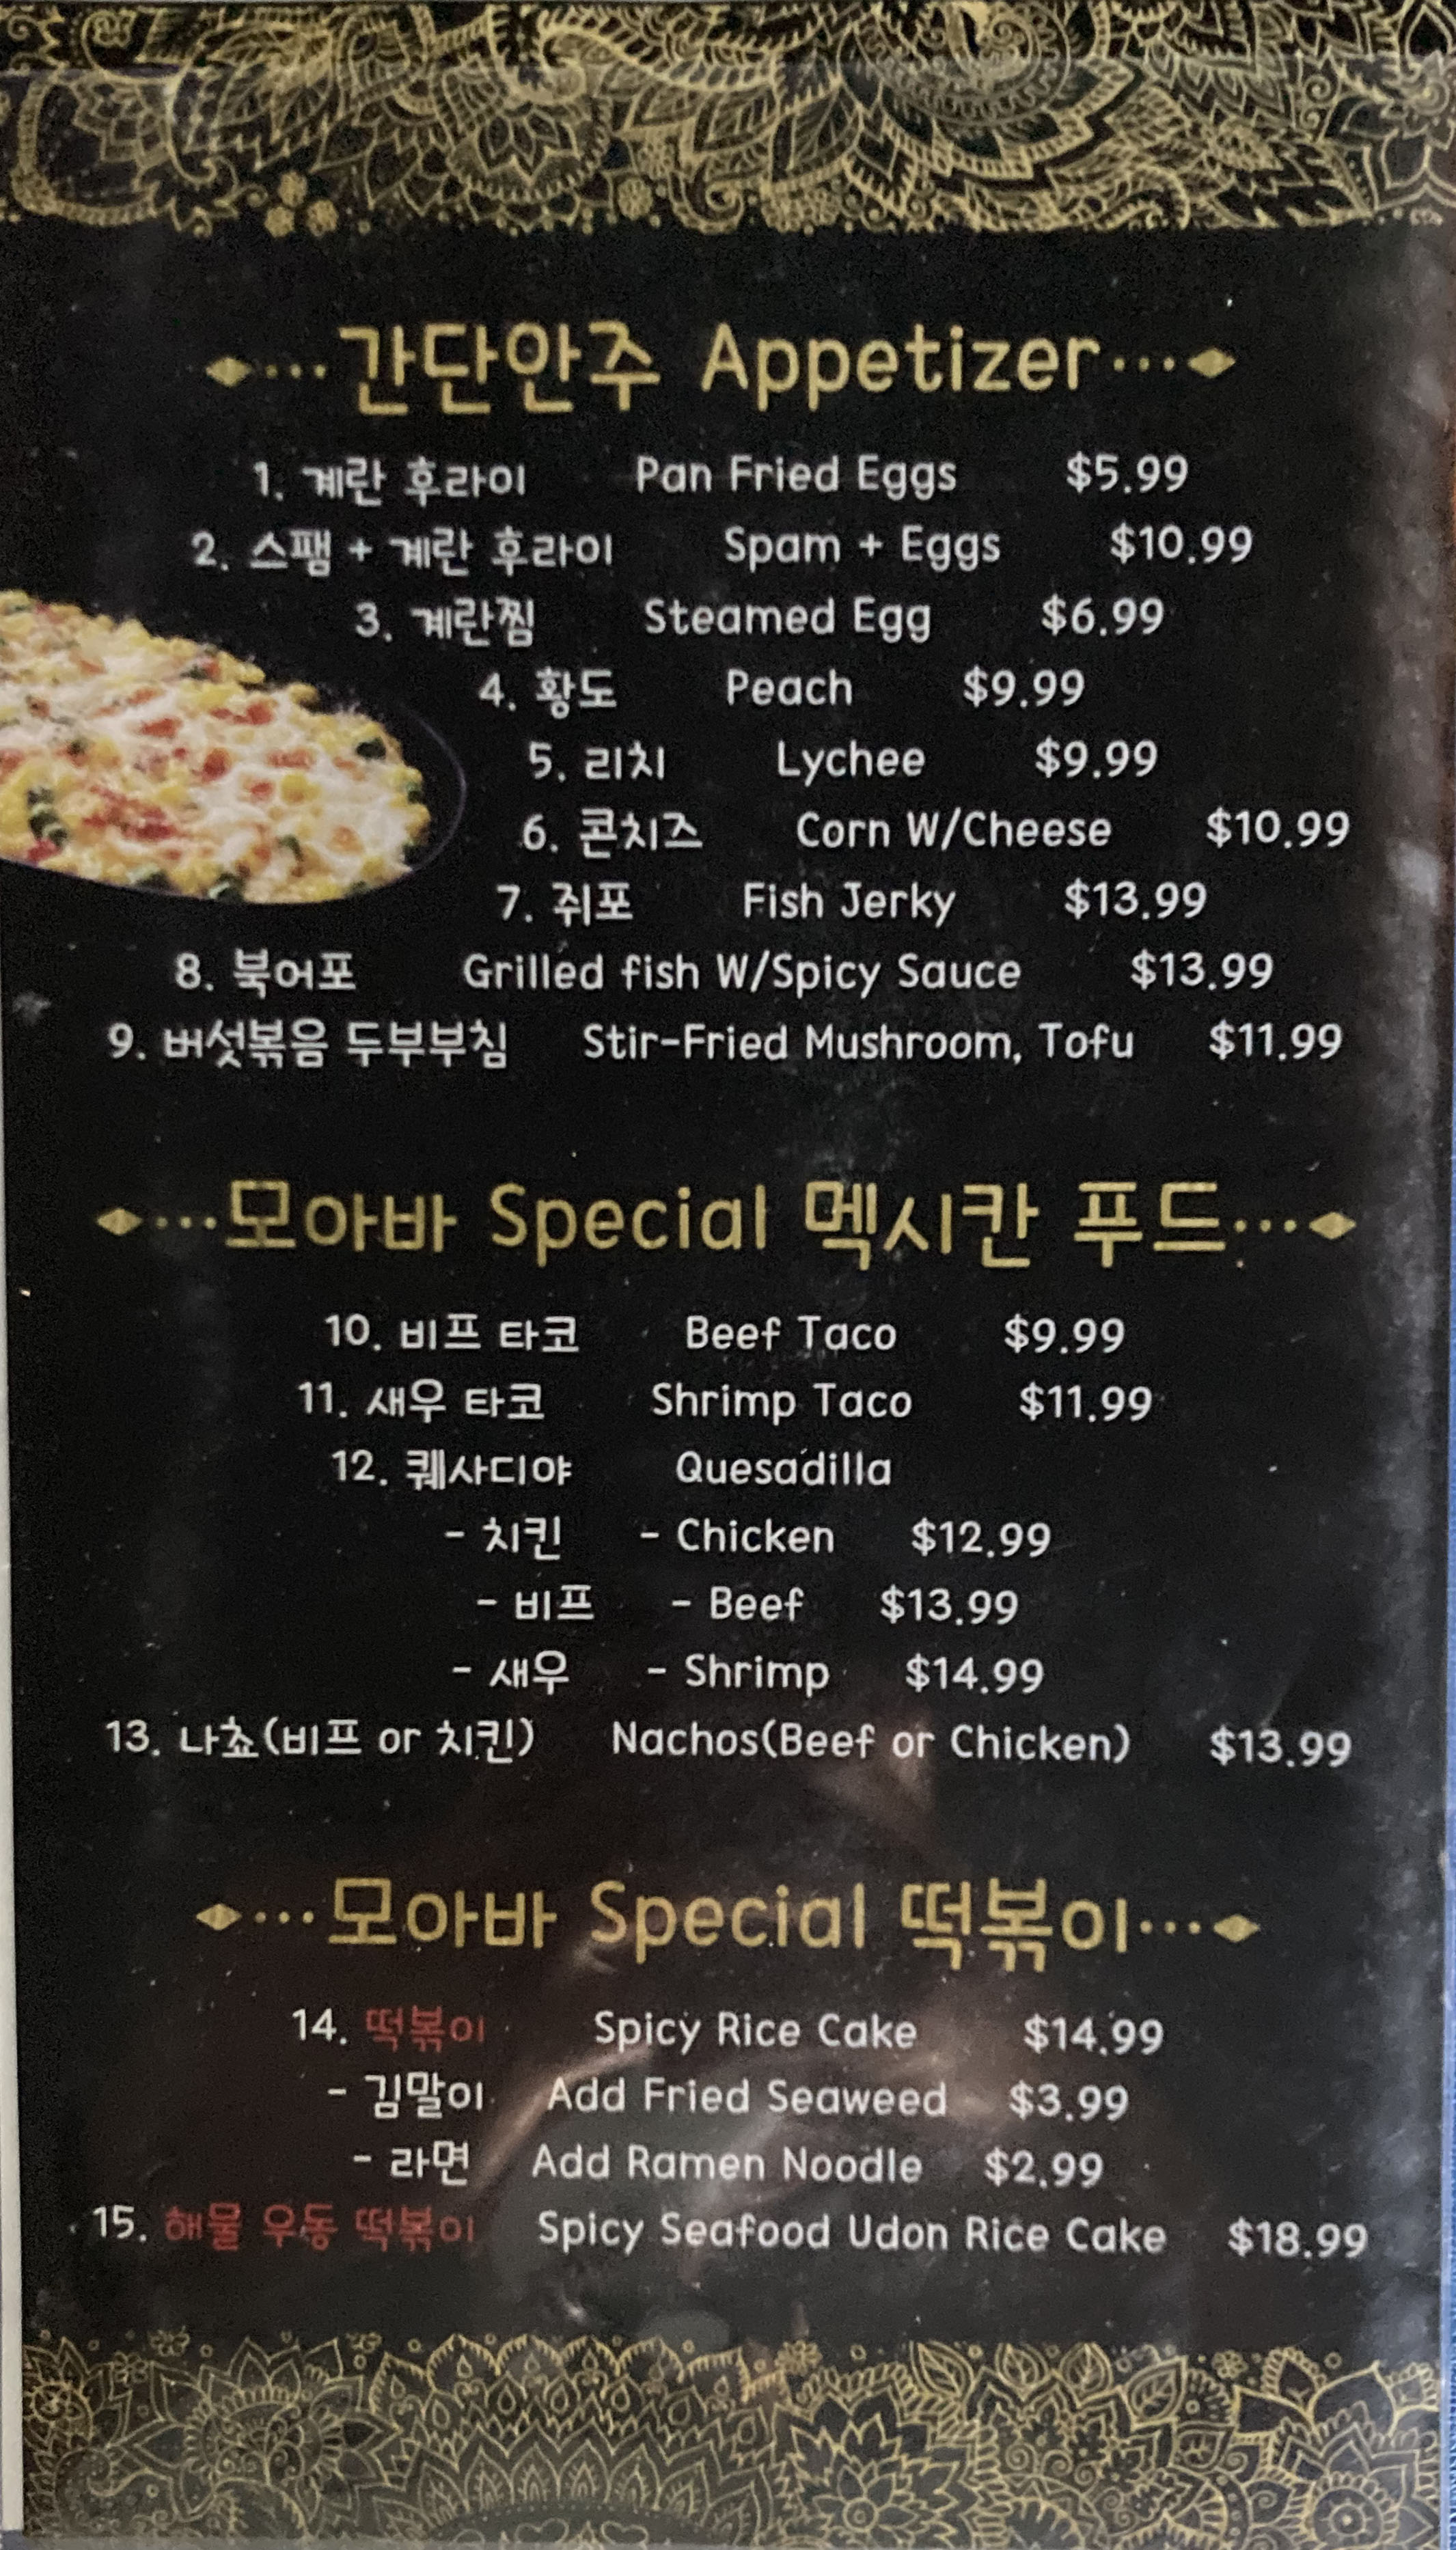 간단안주 Appetizer
1. 계란 후라이 Pan Fried Eggs $5.99
2. 스팸 + 계란 후라이 Spam + Eggs $10.99
3. 계란찜 Steamed Egg $6.99
4. 황도 Peach $9.99
5. 리치 Lychee $9.99
6. 콘치즈 Corn W/Cheese $10.99
7. 쥐포 Fish Jerky $13.99
8. 북어포 Grilled fish W/Spicy Sauce $13.99
9. 버섯볶음 두부부침 Stir-Fried Mushroom, Tofu $11.99
모아바 Special 멕시칸 푸드
10. 비프 타코 Beef Taco $9.99
11. 새우 타코 Shrimp Taco $11.99
12. 퀘사디야 Quesadilla
- 치킨 - Chicken $12.99
- 비프 - Beef $13.99
- 새우 - Shrimp $14.99
13. 나쵸(비프 or 치킨) Nachos(Beef or Chicken) $13.99
모아바 Special 떡볶이
14. 떡볶이 Spicy Rice Cake $14.99
- 김말이 Add Fried Seaweed $3.99
- 라면 Add Ramen Noodle $2.99
15. 해물 우동 떡볶이 Spicy Seafood Udon Rice Cake $18.99